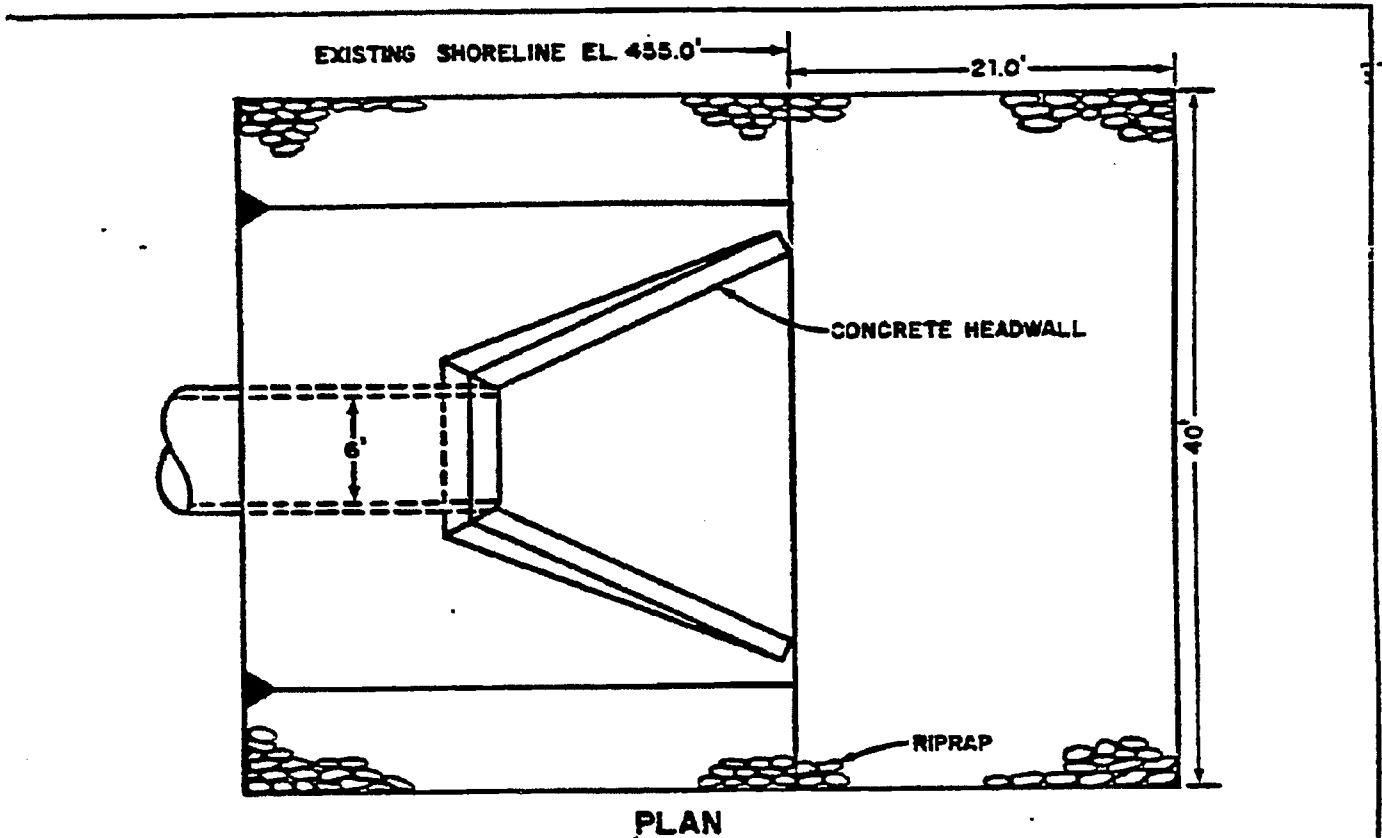 EXISTING SHORELINE EL. 455.0'
21.0'
CONCRETE HEADWALL
6'
40'
RIPRAP
PLAN